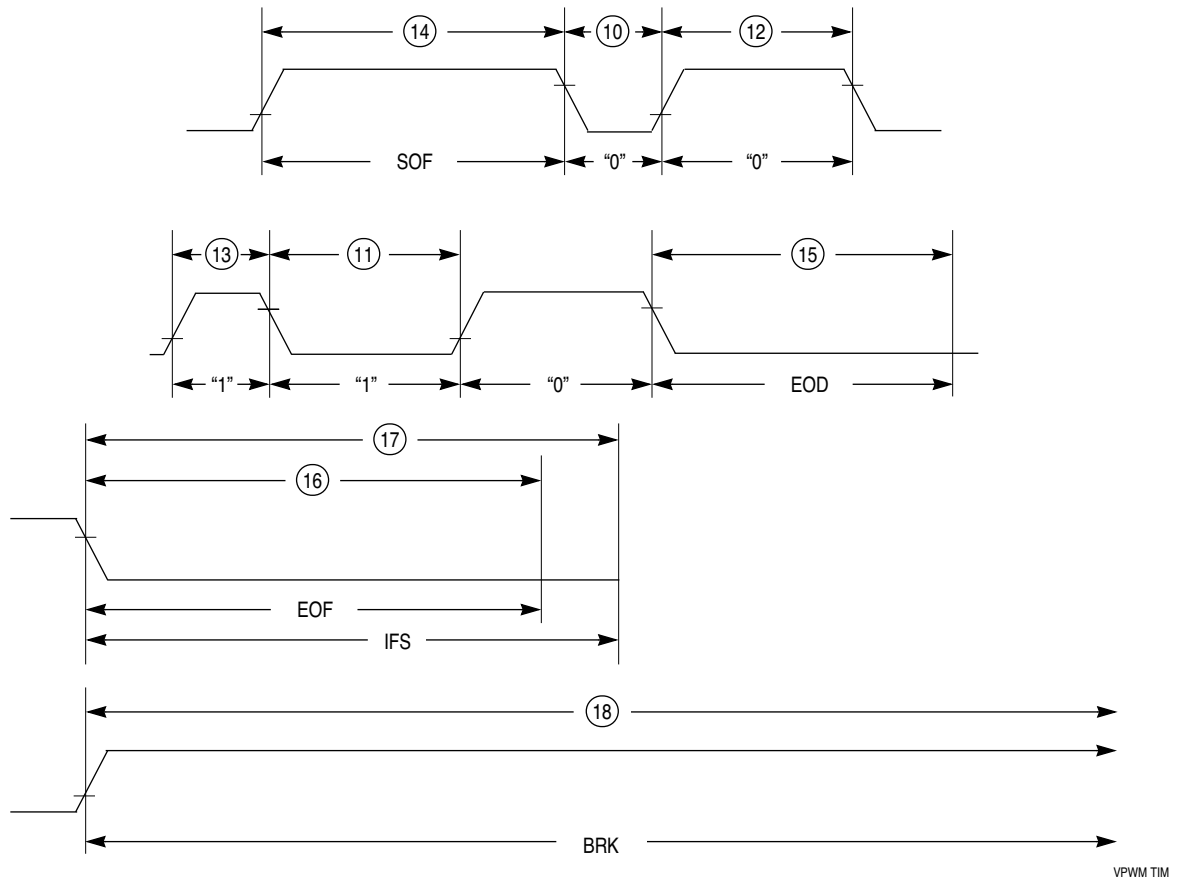 14 10 12
SOF “0” “0”
13 11 15
“1” “1” “0” EOD
17
16
EOF
IFS
18
BRK
VPWM TIM